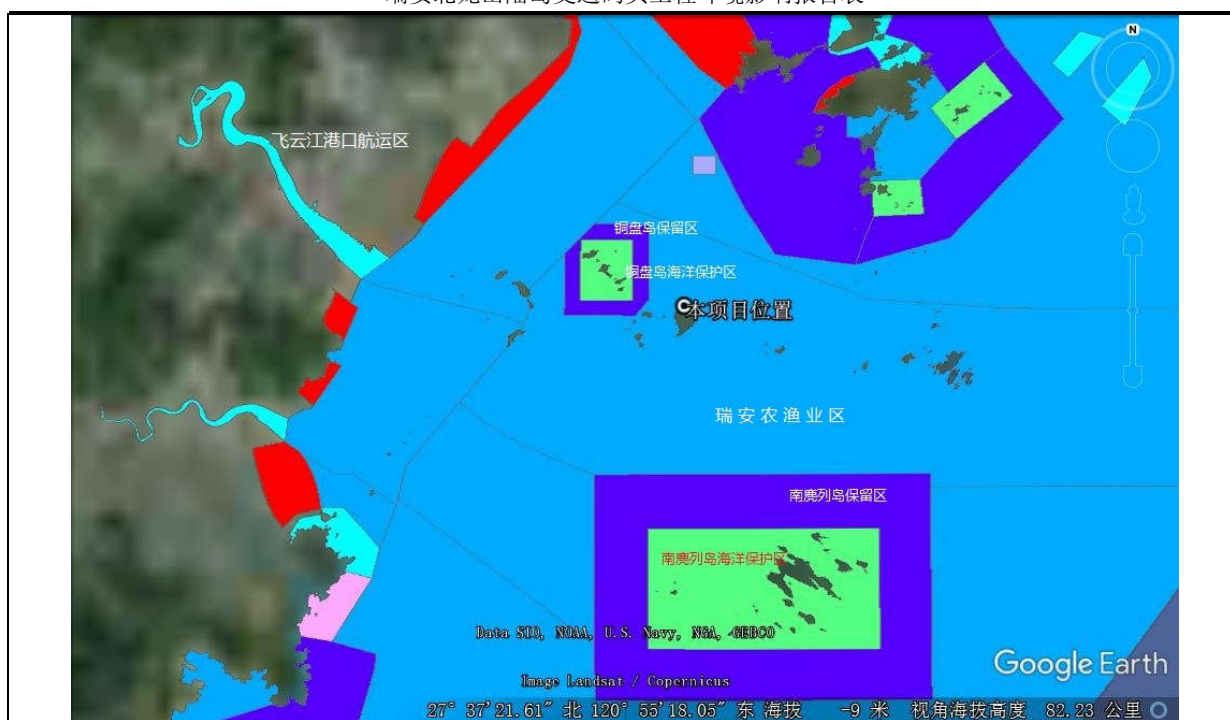 N
飞云江港口航运区
铜盘岛保留区
铜盘岛海洋保护区
本项目位置
瑞安农渔业区
南麂列岛保留区
南麂列岛海洋保护区
Data SIO, NOAA, U.S. Navy, NGA, GEBCO
Image Landsat / Copernicus
Google Earth
27° 37′21.61″ 北 120° 55′18.05″ 东 海拔 -9 米 视角海拔高度 82.23 公里